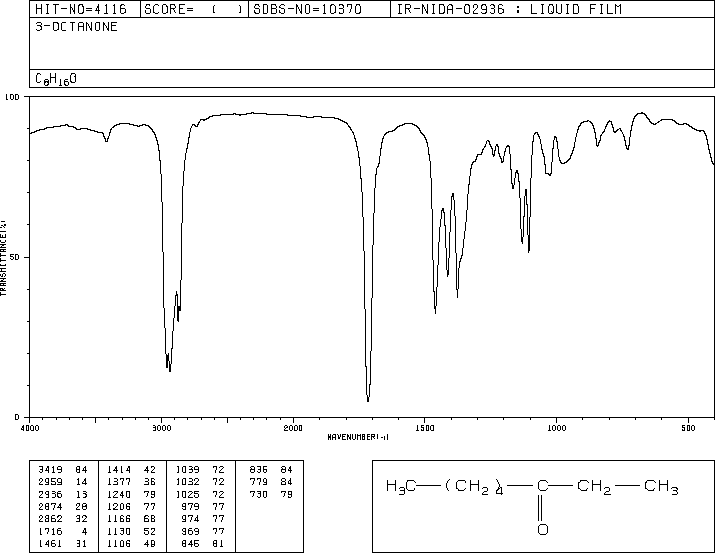 HIT-NO=4116 SCORE= ( ) SDBS-NO=10370 IR-NIDA-02936 : LIQUID FILM
3-OCTANONE
C8H16O
100
50
0
TRANSMITTANCE(%)
4000 3000 2000 1500 1000 500
WAVENUMBER(-1)
3419 84 1414 42 1039 72 836 84
2959 14 1377 36 1032 72 779 84
2936 13 1240 79 1025 72 730 79
2874 28 1206 77 979 77
2862 32 1166 68 974 77
1716 4 1130 52 969 77
1461 31 1106 49 845 81
H3C—(CH2)4—C—CH2—CH3
O